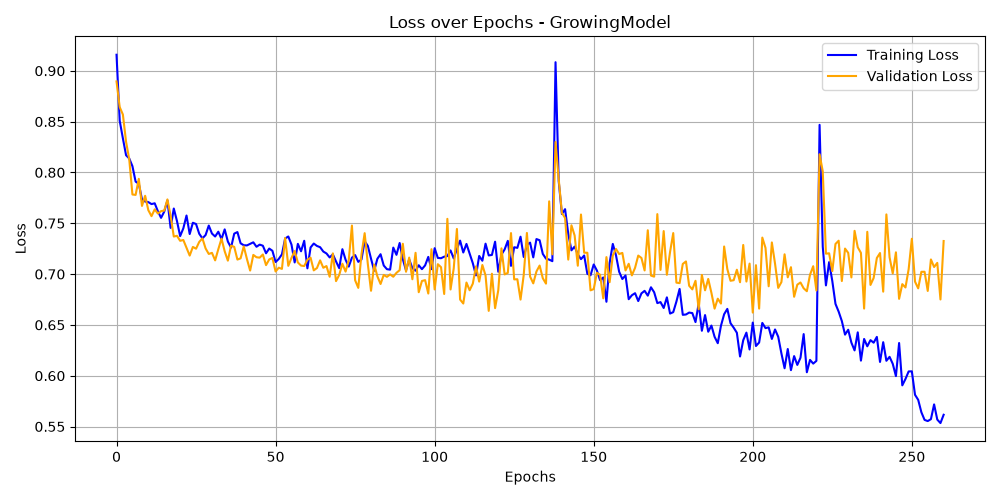 Loss over Epochs - GrowingModel
Training Loss
Validation Loss
Loss
0.90
0.85
0.80
0.75
0.70
0.65
0.60
0.55
0
50
100
150
200
250
Epochs